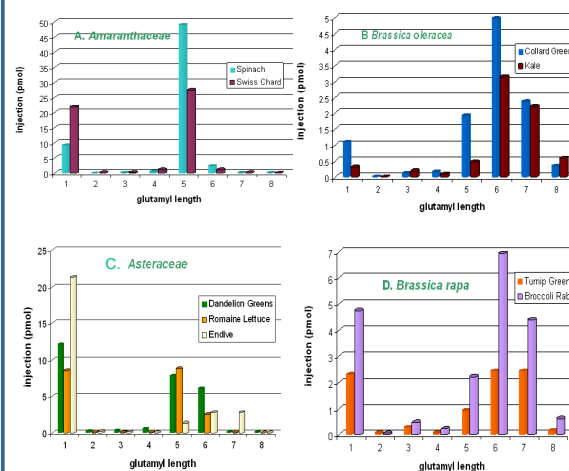 A. Amaranthaceae
injection (pmol)
50
45
40
35
30
25
20
15
10
5
0
Spinach
Swiss Chard
1 2 3 4 5 6 7 8
glutamyl length
B Brassica oleracea
injection (pmol)
5
4.5
4
3.5
3
2.5
2
1.5
1
0.5
0
Collard Gree
Kale
1 2 3 4 5 6 7 8
glutamyl length
C. Asteraceae
injection (pmol)
25
20
15
10
5
0
Dandelion Greens
Romaine Lettuce
Endive
1 2 3 4 5 6 7 8
glutamyl length
D. Brassica rapa
injection (pmol)
7
6
5
4
3
2
1
0
Turnip Green
Broccoli Rab
1 2 3 4 5 6 7 8
glutamyl length